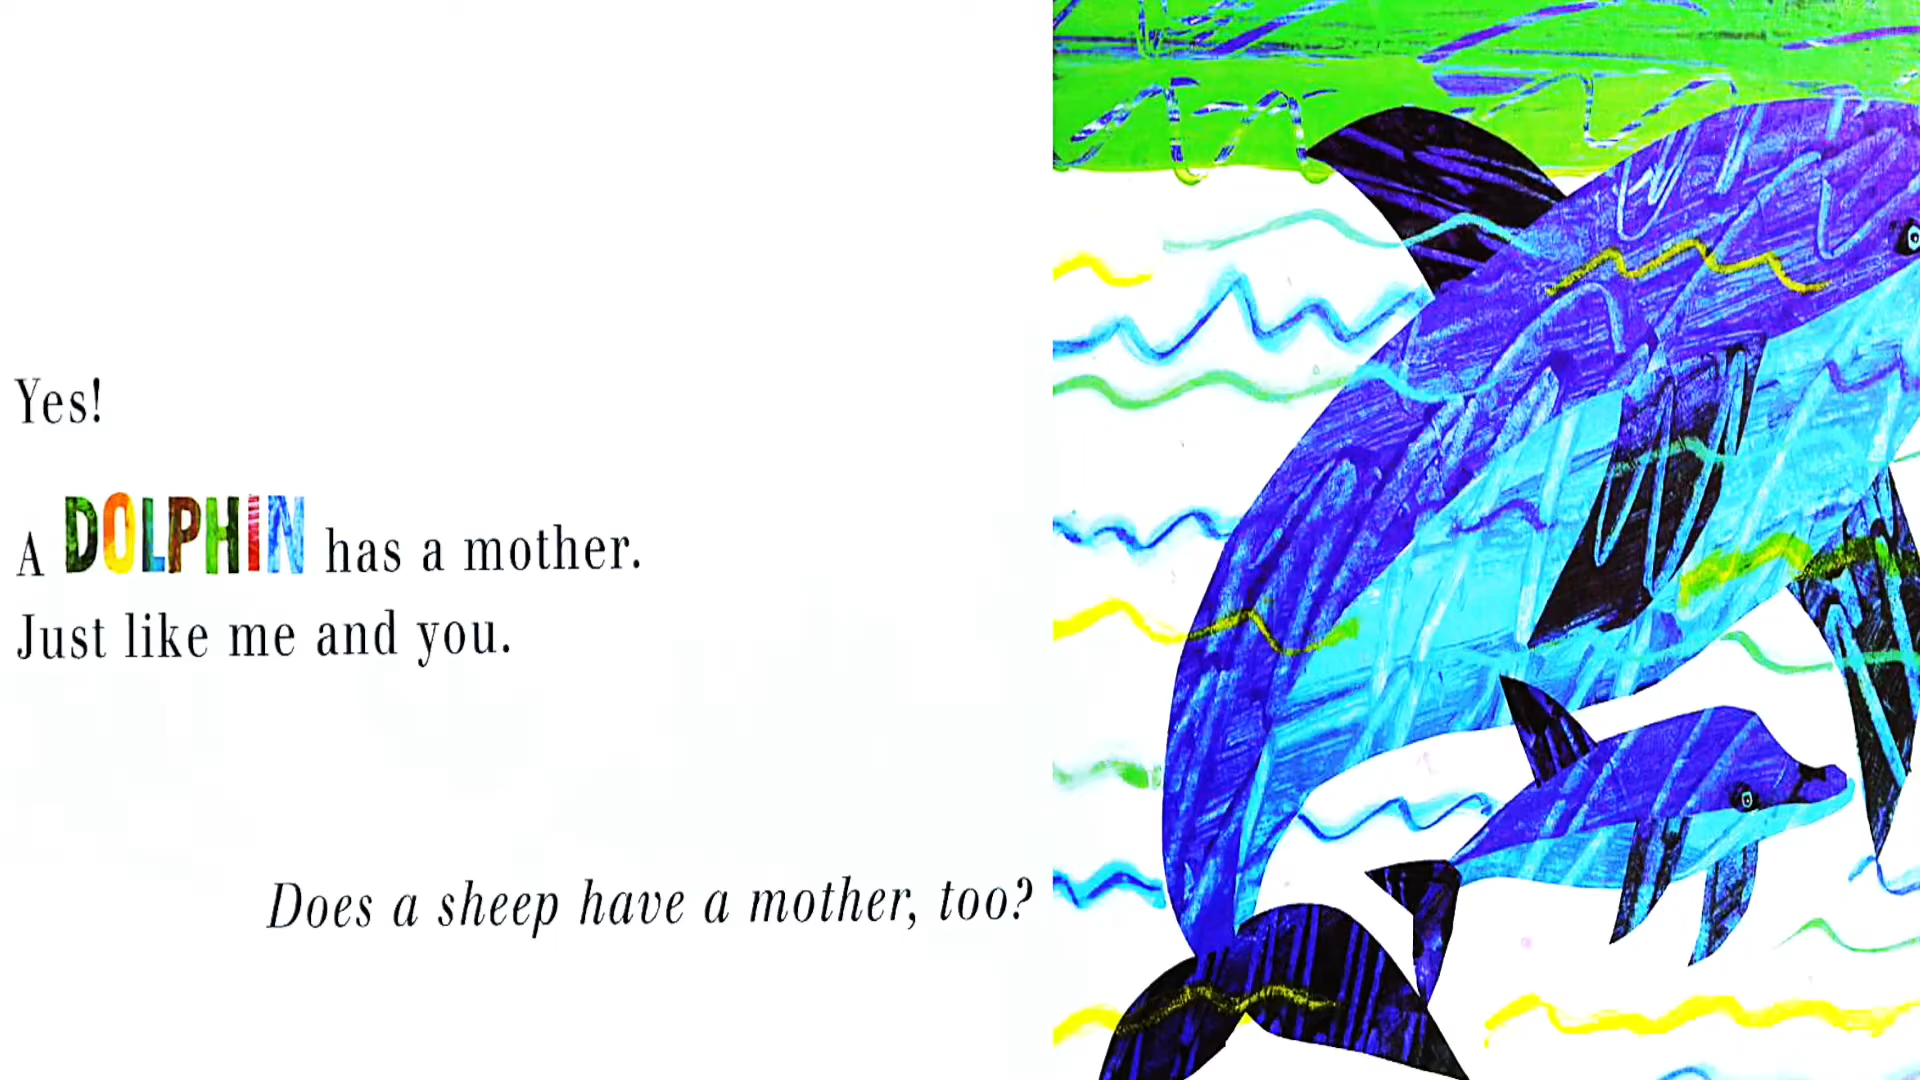 Yes!
A DOLPHIN has a mother.
Just like me and you.
Does a sheep have a mother, too?